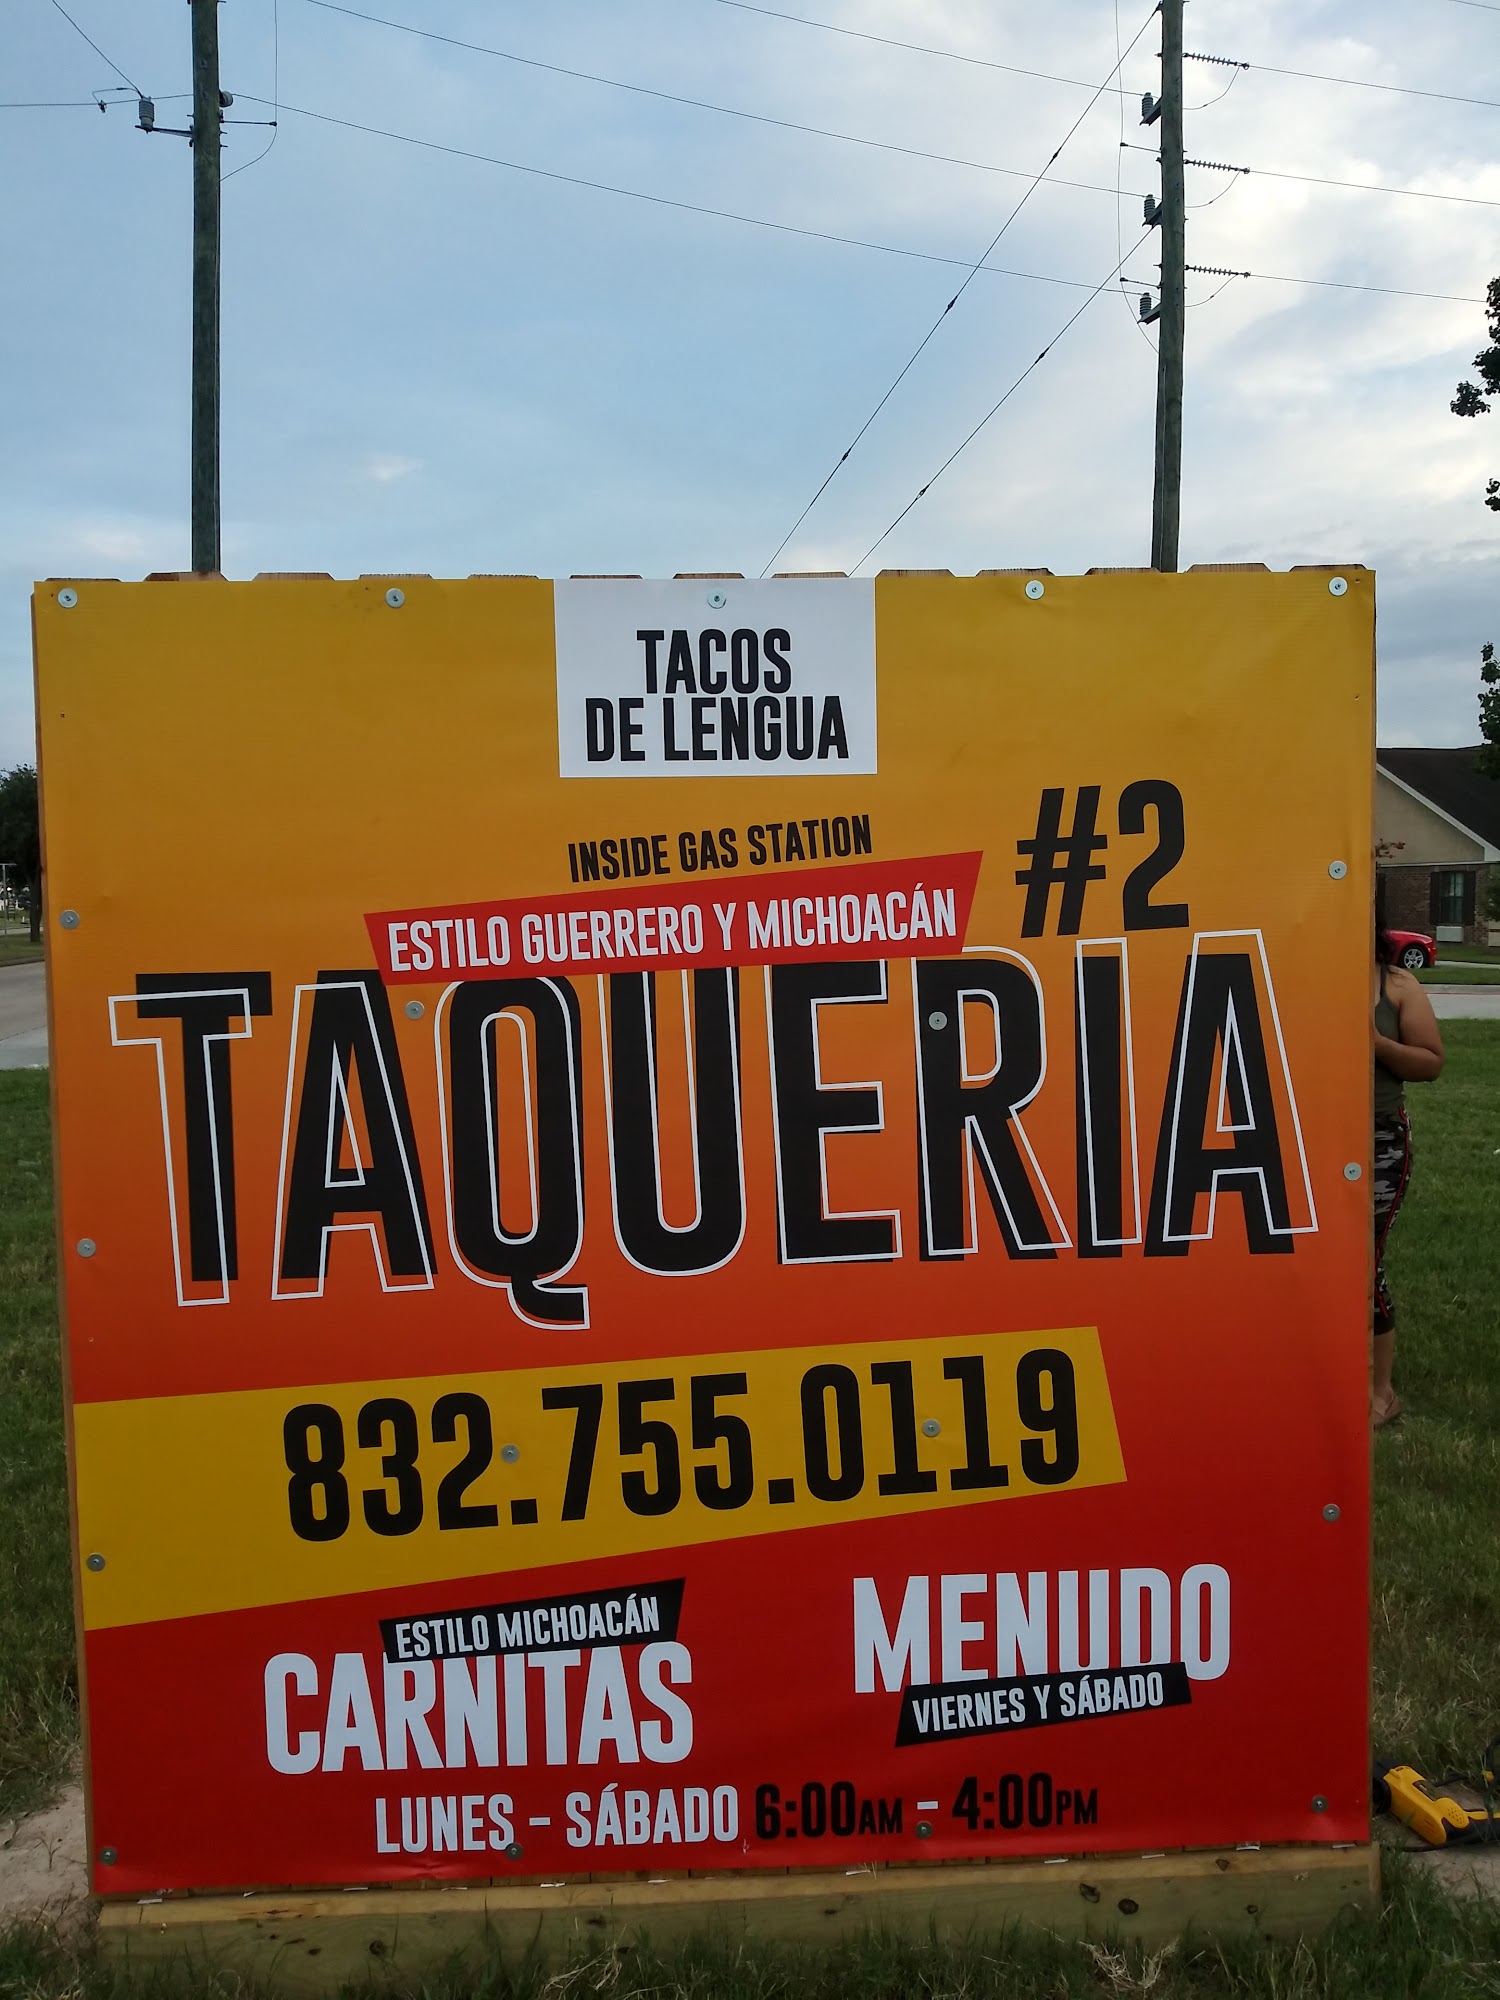 TACOS
DE LENGUA
INSIDE GAS STATION
#2
ESTILO GUERRERO Y MICHOACÁN
TAQUERIA
832.755.0119
ESTILO MICHOACÁN
CARNITAS
MENUDO
VIERNES Y SÁBADO
LUNES - SÁBADO 6:00AM - 4:00PM